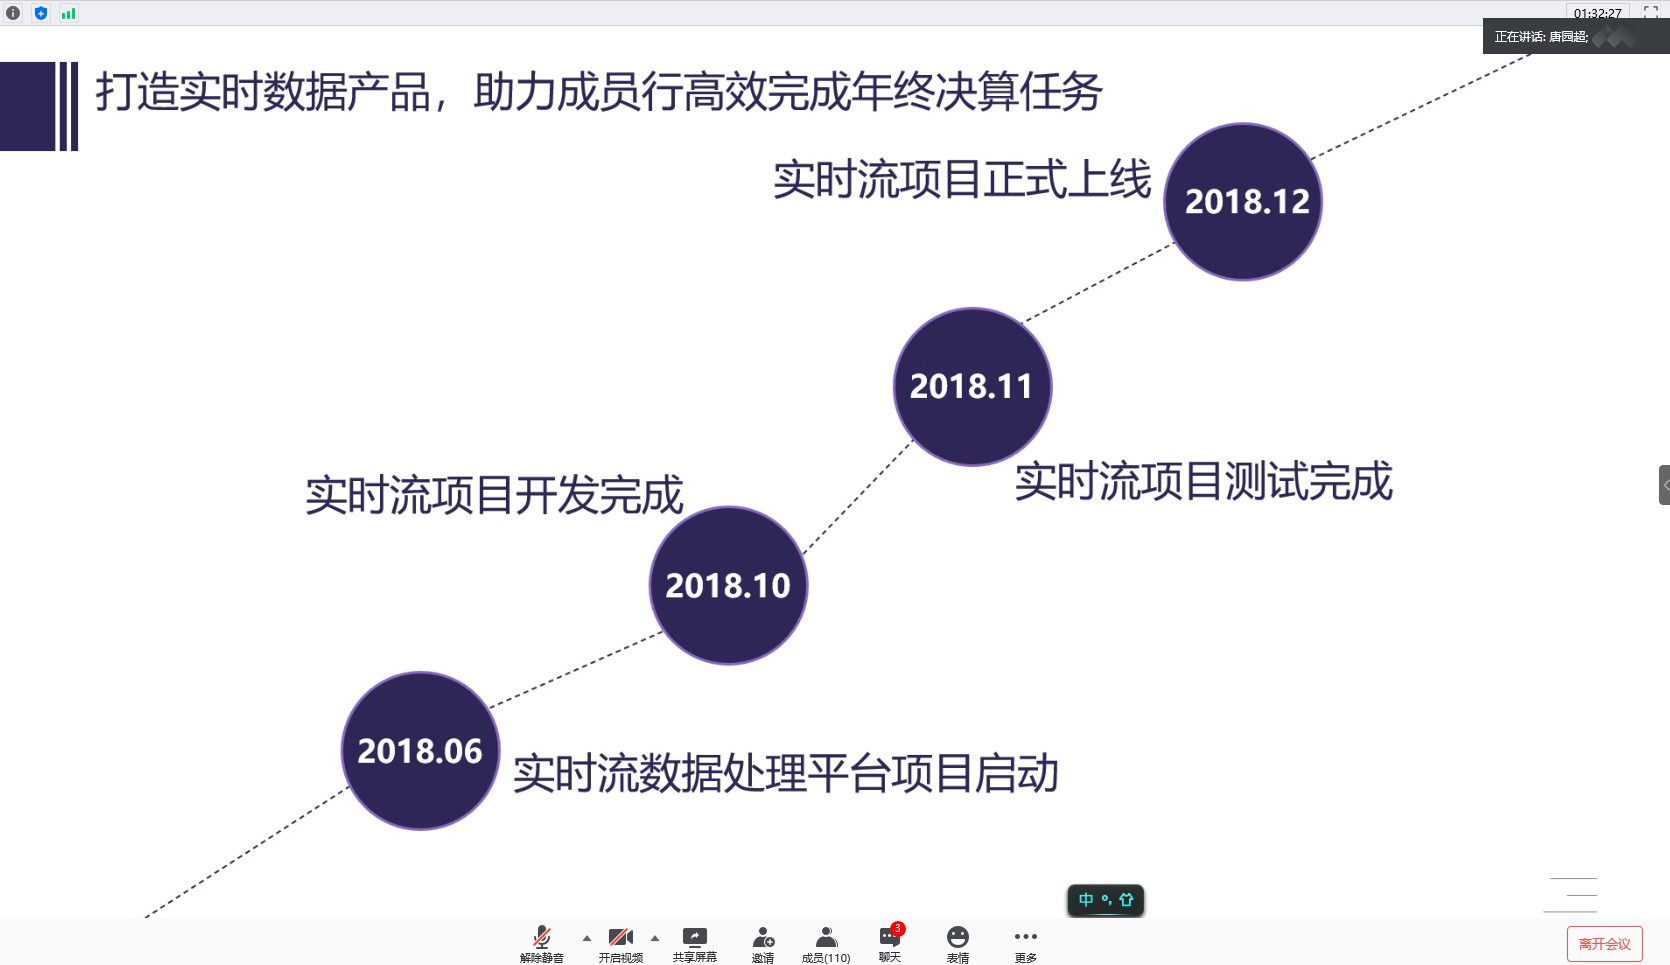 01:32:27
正在讲话: 唐园超;
打造实时数据产品，助力成员行高效完成年终决算任务
实时流项目正式上线
2018.12
2018.11
实时流项目测试完成
实时流项目开发完成
2018.10
2018.06
实时流数据处理平台项目启动
中 °,
3
解除静音 开启视频 共享屏幕 邀请 成员(110) 聊天 表情 更多
离开会议